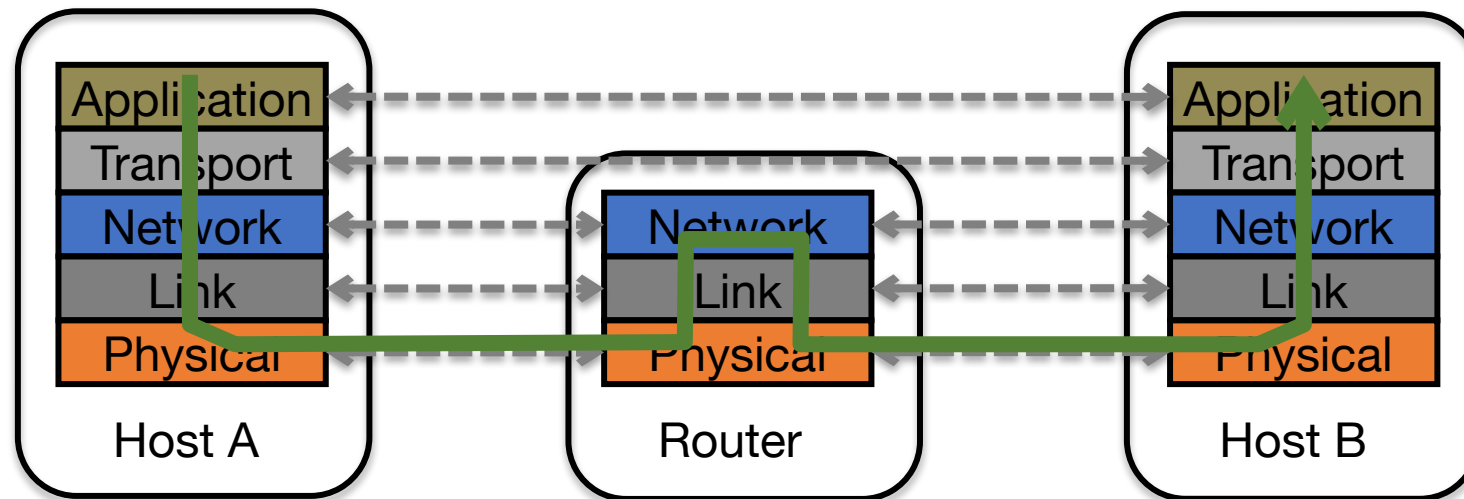 Application
Transport
Network
Link
Physical
Host A
Network
Link
Physical
Router
Application
Transport
Network
Link
Physical
Host B